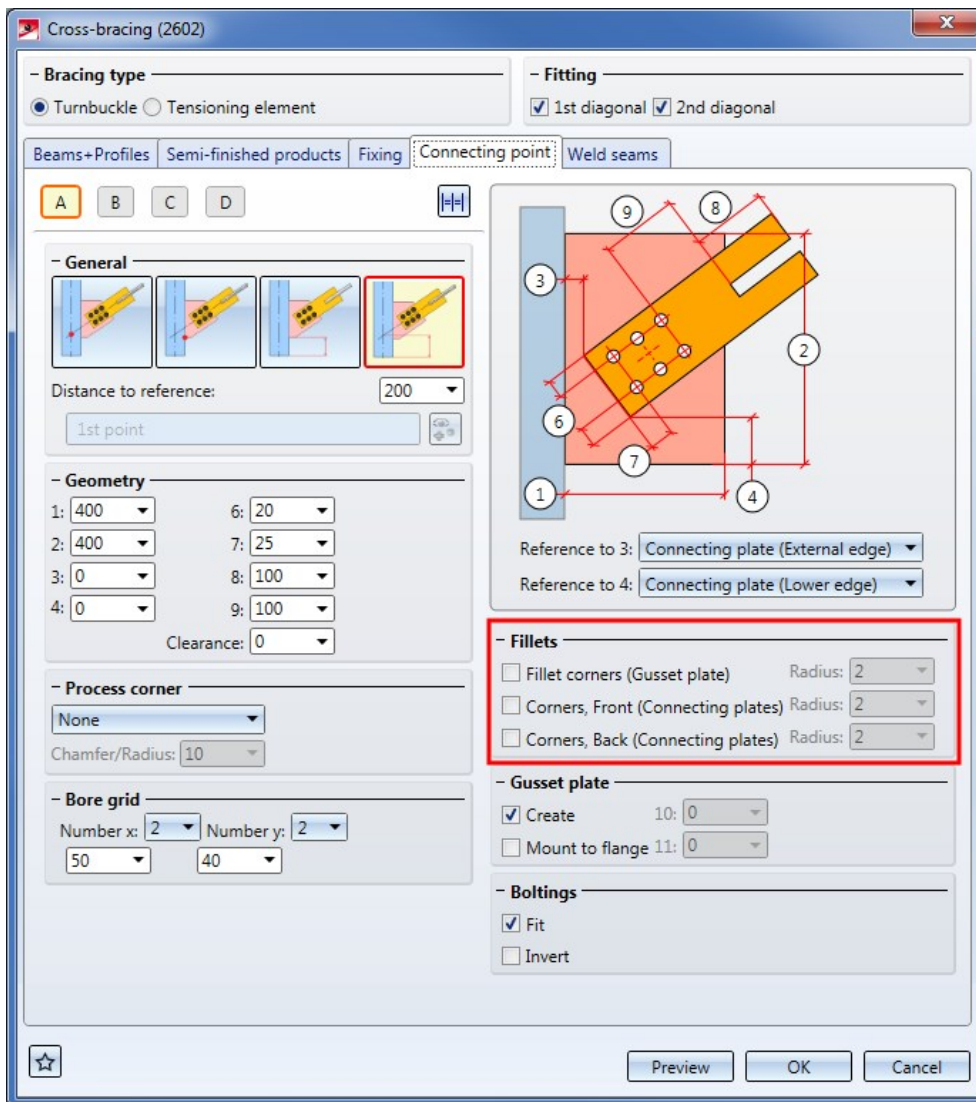 Cross-bracing (2602)
Bracing type
Turnbuckle Tensioning element
Fitting
1st diagonal 2nd diagonal
Beams+Profiles Semi-finished products Fixing Connecting point Weld seams
A B C D
General
Distance to reference: 200
1st point
Geometry
1: 400 6: 20
2: 400 7: 25
3: 0 8: 100
4: 0 9: 100
Clearance: 0
Process corner
None
Chamfer/Radius: 10
Bore grid
Number x: 2 Number y: 2
50 40
9 8
3
2
6
7
1 4
Reference to 3: Connecting plate (External edge)
Reference to 4: Connecting plate (Lower edge)
Fillets
Fillet corners (Gusset plate) Radius: 2
Corners, Front (Connecting plates) Radius: 2
Corners, Back (Connecting plates) Radius: 2
Gusset plate
Create 10: 0
Mount to flange 11: 0
Boltings
Fit
Invert
Preview OK Cancel